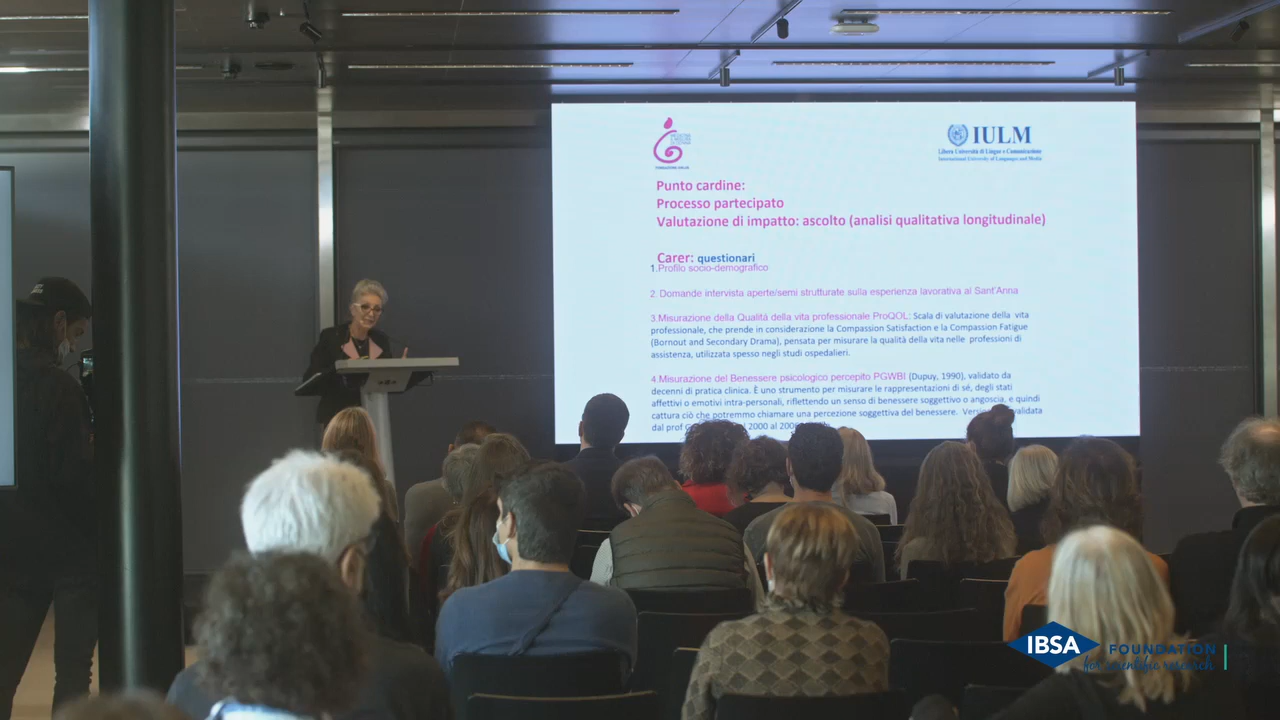 IULM
Libera Università di Lingue e Comunicazione
International University of Languages and Media
Punto cardine:
Processo partecipato
Valutazione di impatto: ascolto (analisi qualitativa longitudinale)
Carer: questionari
1.Profilo socio-demografico
2. Domande intervista aperte/semi strutturate sulla esperienza lavorativa al Sant'Anna
3.Misurazione della Qualità della vita professionale ProQOL: Scala di valutazione della vita
professionale, che prende in considerazione la Compassion Satisfaction e la Compassion Fatigue
(Bornout and Secondary Drama), pensata per misurare la qualità della vita nelle professioni di
assistenza, utilizzata spesso negli studi ospedalieri.
4.Misurazione del Benessere psicologico percepito PGWBI (Dupuy, 1990), validato da
decenni di pratica clinica. È uno strumento per misurare le rappresentazioni di sé, degli stati
affettivi o emotivi intra-personali, riflettendo un senso di benessere soggettivo o angoscia, e quindi
cattura ciò che potremmo chiamare una percezione soggettiva del benessere. validata
dal prof 2000 al
IBSA FOUNDATION
for scientific research